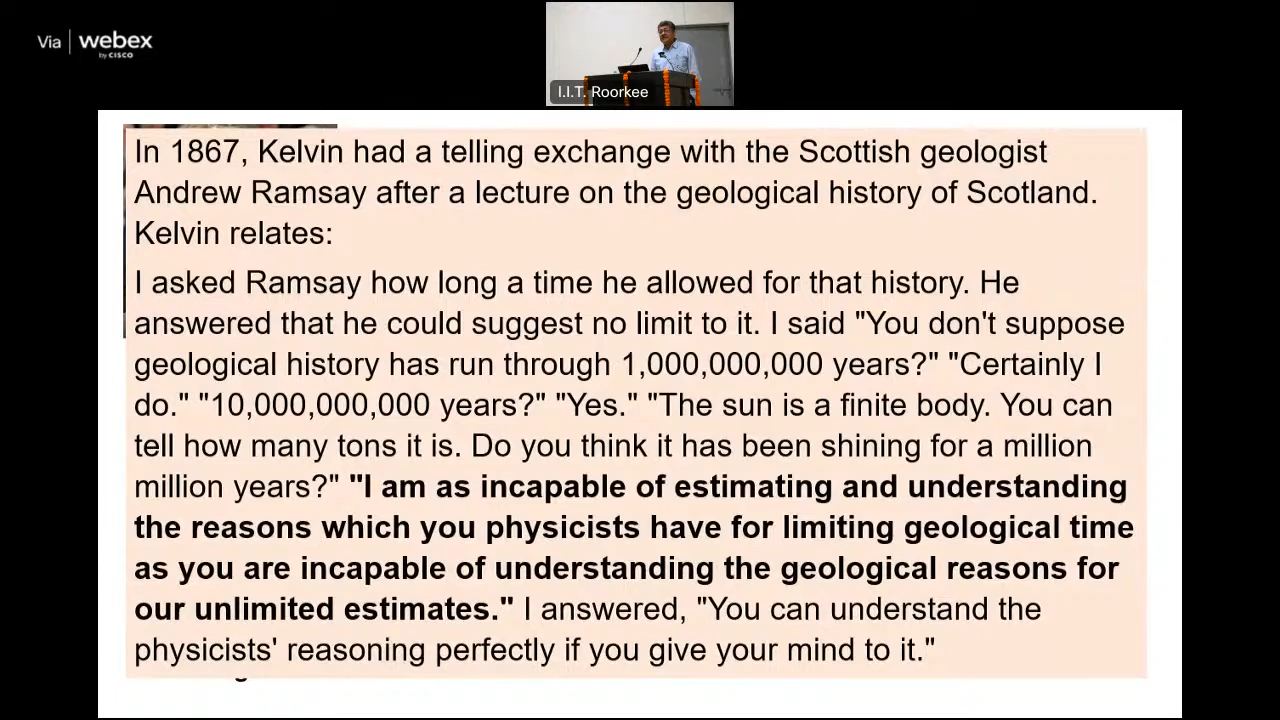 Via | webex
by CISCO
I.I.T. Roorkee
In 1867, Kelvin had a telling exchange with the Scottish geologist
Andrew Ramsay after a lecture on the geological history of Scotland.
Kelvin relates:
I asked Ramsay how long a time he allowed for that history. He
answered that he could suggest no limit to it. I said "You don't suppose
geological history has run through 1,000,000,000 years?" "Certainly I
do." "10,000,000,000 years?" "Yes." "The sun is a finite body. You can
tell how many tons it is. Do you think it has been shining for a million
million years?" "I am as incapable of estimating and understanding
the reasons which you physicists have for limiting geological time
as you are incapable of understanding the geological reasons for
our unlimited estimates." I answered, "You can understand the
physicists' reasoning perfectly if you give your mind to it."